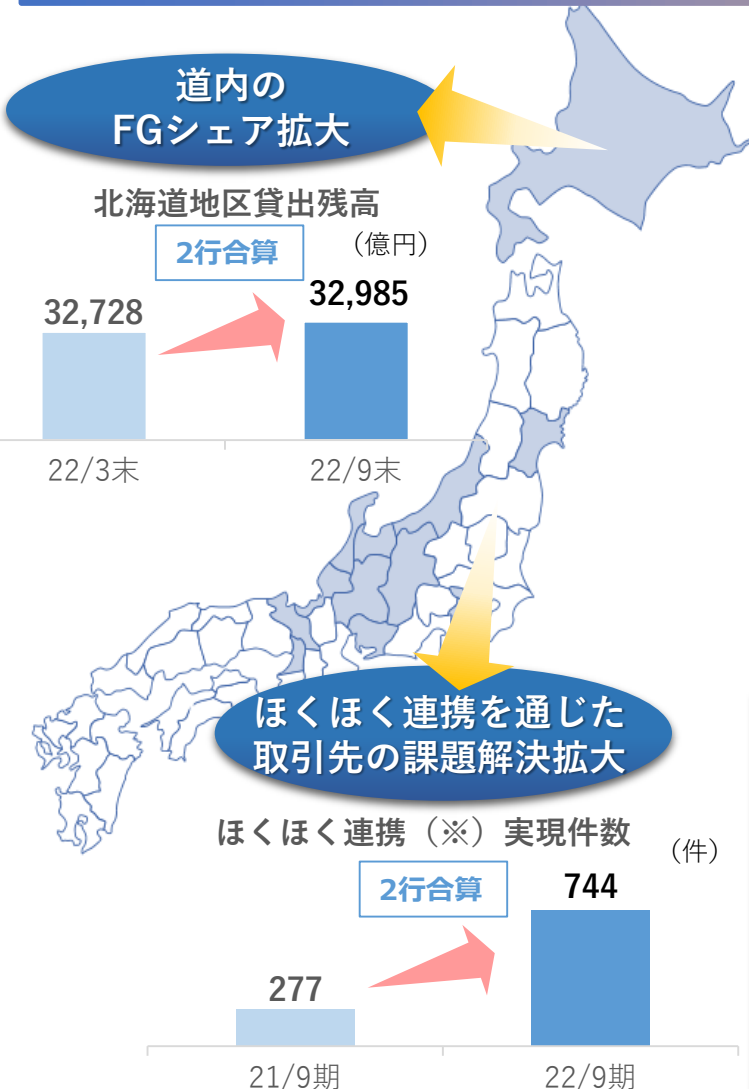 道内の
FGシェア拡大
北海道地区貸出残高
2行合算
（億円）
32,728
32,985
22/3末
22/9末
ほくほく連携を通じた
取引先の課題解決拡大
ほくほく連携（※）実現件数
（件）
2行合算
744
277
21/9期
22/9期